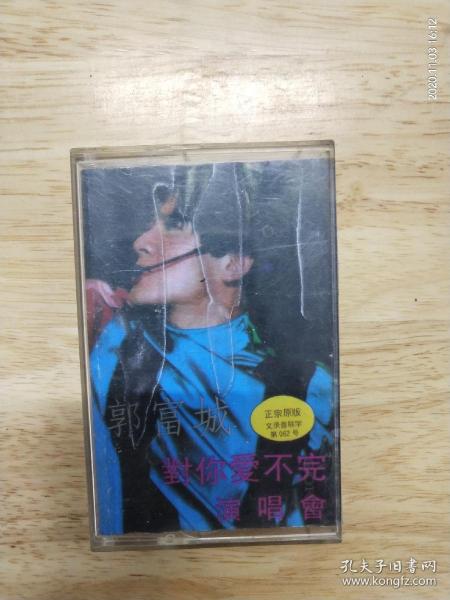 2020.11.03 16:12
郭富城
正宗原版
文录音联字
第 062 号
對你愛不完
演唱會
孔夫子旧书网
www.kongfz.com